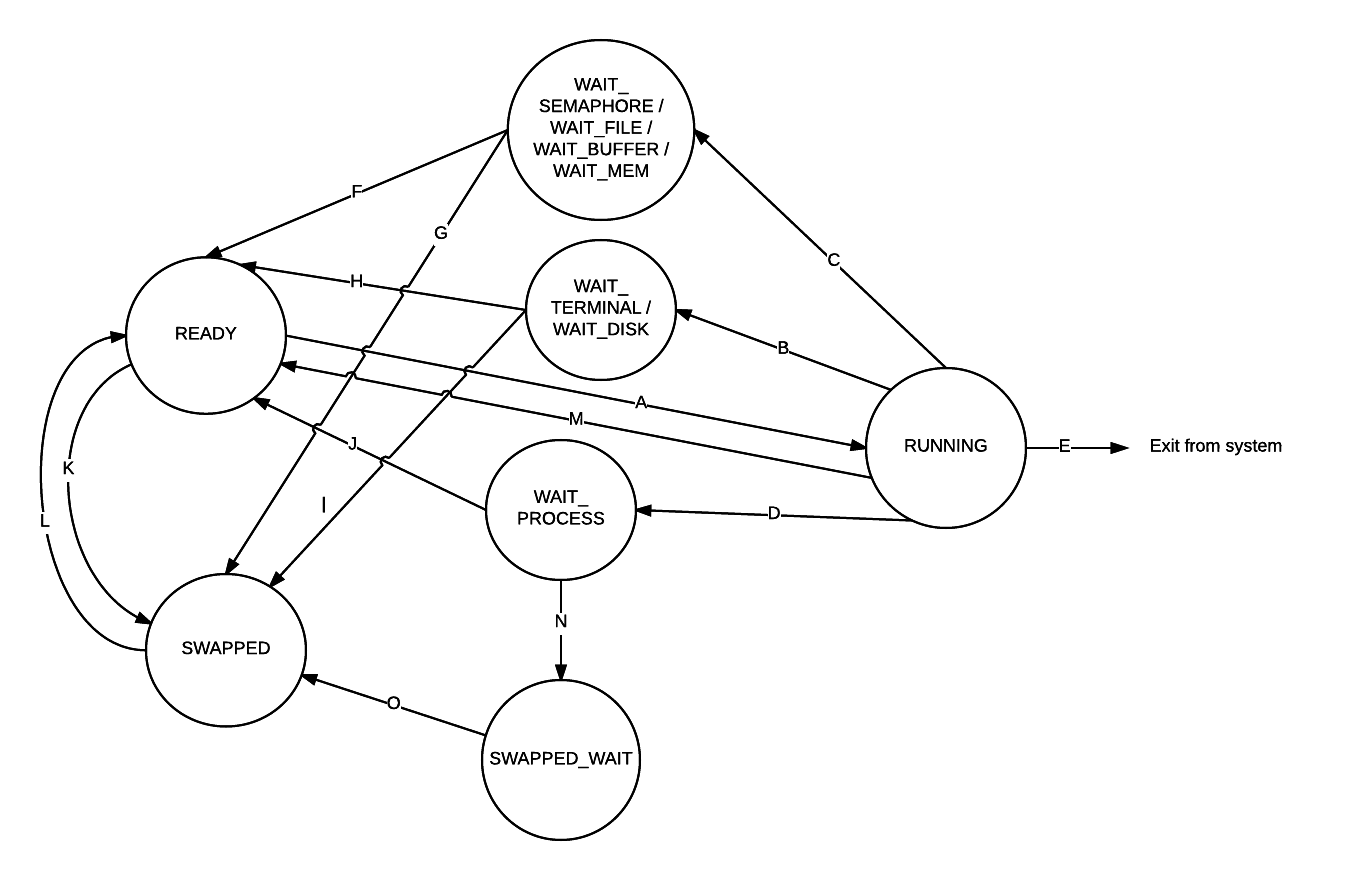 WAIT_
SEMAPHORE /
WAIT_FILE /
WAIT_BUFFER /
WAIT_MEM
F
G
C
H
WAIT_
TERMINAL /
WAIT_DISK
READY
B
A
M
J
RUNNING
E
Exit from system
K
I
WAIT_
PROCESS
D
L
N
SWAPPED
O
SWAPPED_WAIT